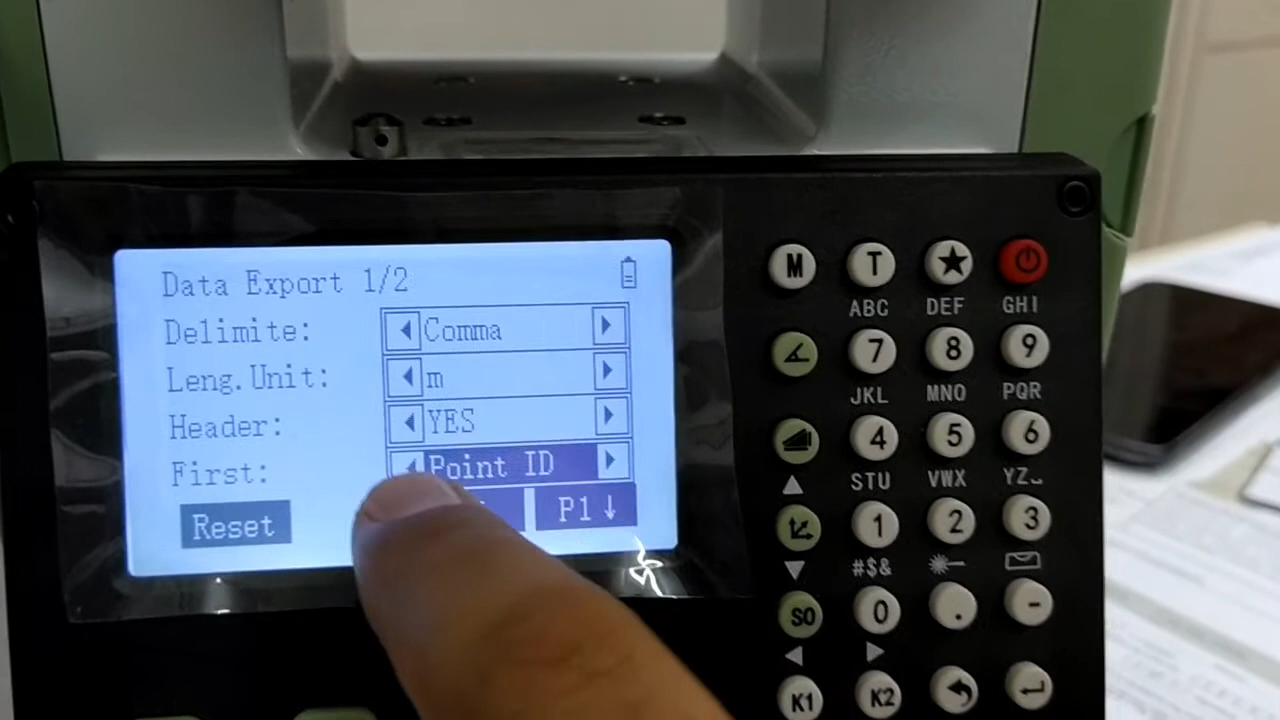 Data Export 1/2
Delimite: Comma
Leng.Unit: m
Header: YES
First: Point ID
Reset P1↓
M T ★
ABC DEF GHI
7 8 9
JKL MNO PQR
4 5 6
STU VWX YZ␣
1 2 3
#$&
SO 0 . -
K1 K2